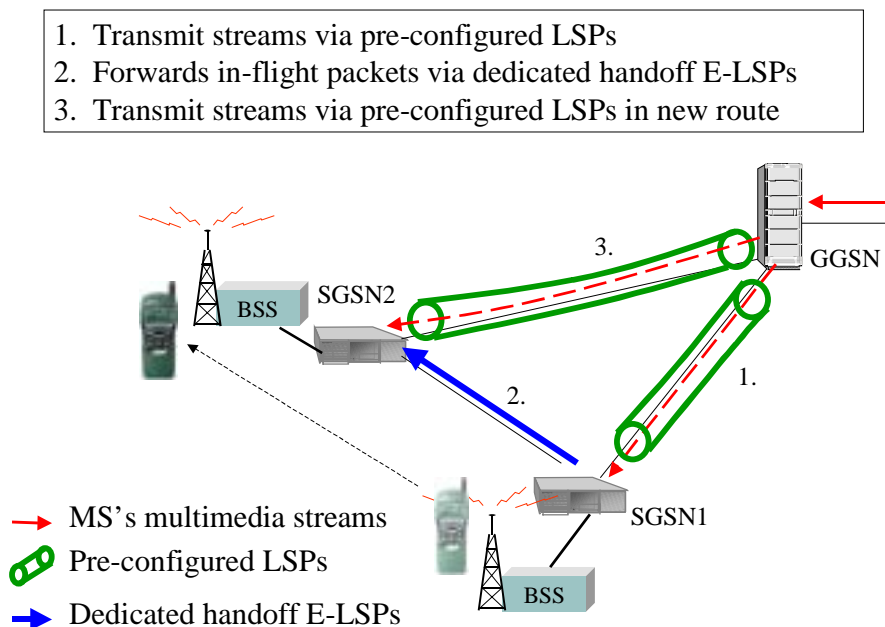 1. Transmit streams via pre-configured LSPs
2. Forwards in-flight packets via dedicated handoff E-LSPs
3. Transmit streams via pre-configured LSPs in new route
3.
GGSN
SGSN2
BSS
1.
2.
SGSN1
BSS
MS's multimedia streams
Pre-configured LSPs
Dedicated handoff E-LSPs